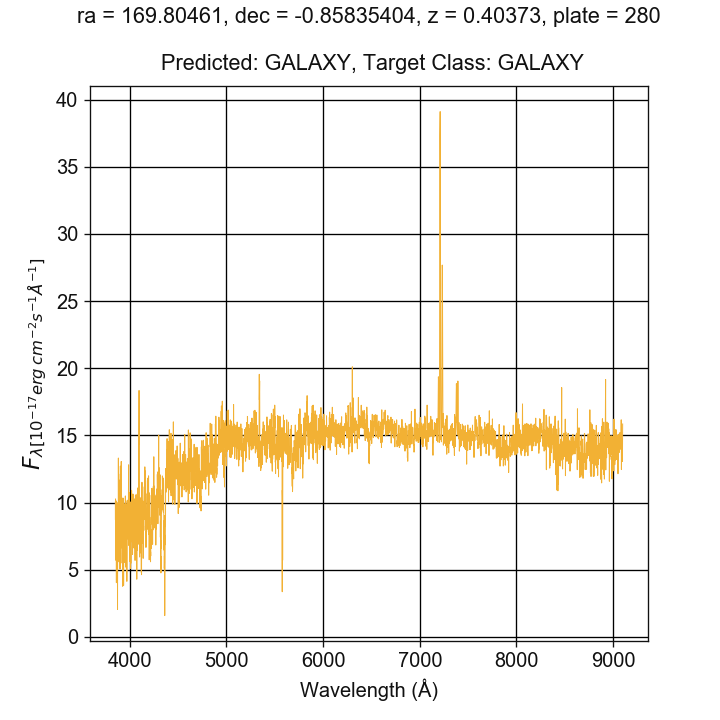 ra = 169.80461, dec = -0.85835404, z = 0.40373, plate = 280
Predicted: GALAXY, Target Class: GALAXY
40
35
30
25
20
15
10
5
0
F_λ[10⁻¹⁷ erg cm⁻² s⁻¹ Å⁻¹]
4000 5000 6000 7000 8000 9000
Wavelength (Å)